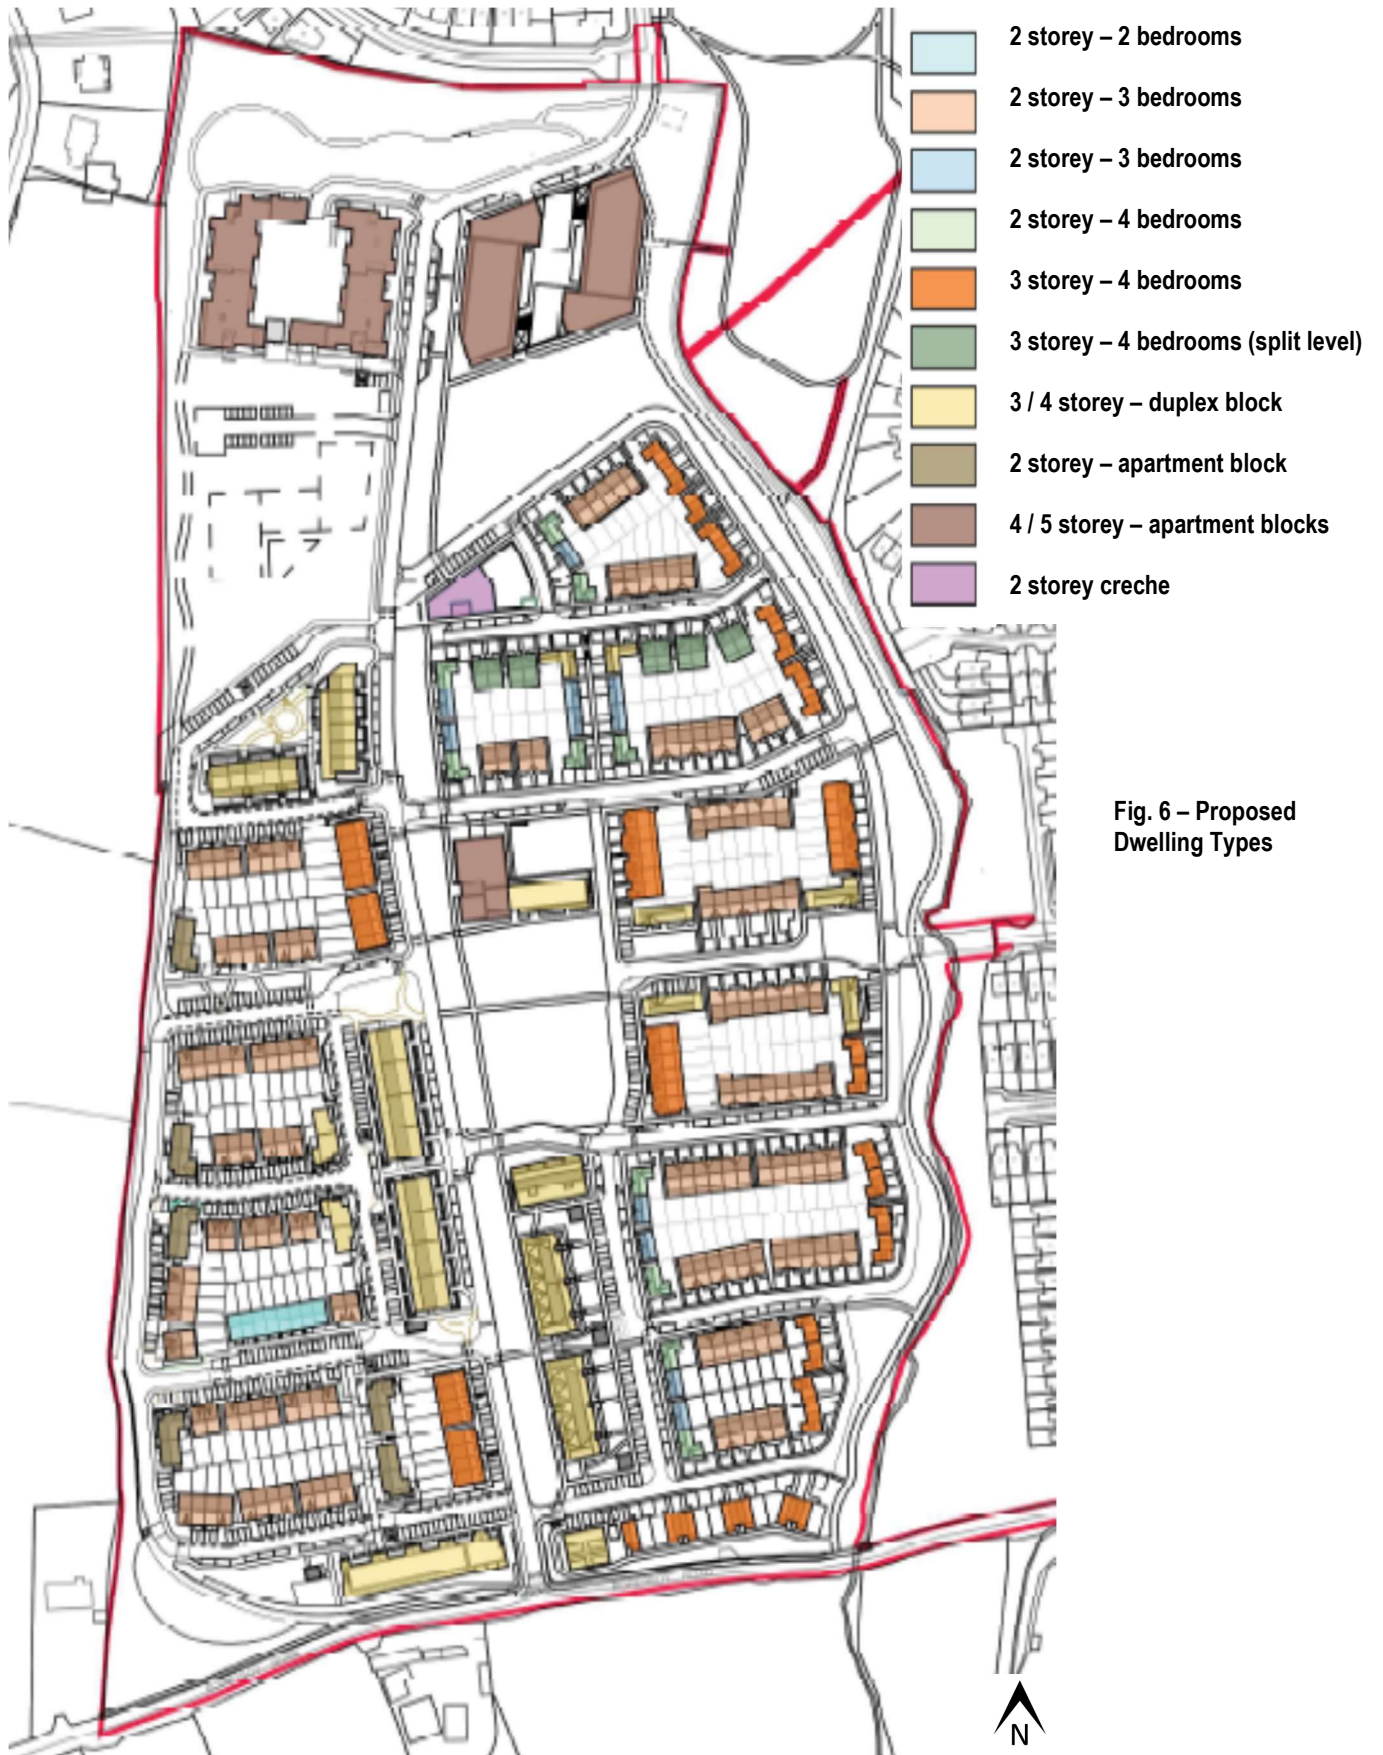 2 storey – 2 bedrooms
2 storey – 3 bedrooms
2 storey – 3 bedrooms
2 storey – 4 bedrooms
3 storey – 4 bedrooms
3 storey – 4 bedrooms (split level)
3 / 4 storey – duplex block
2 storey – apartment block
4 / 5 storey – apartment blocks
2 storey creche
Fig. 6 – Proposed
Dwelling Types
N